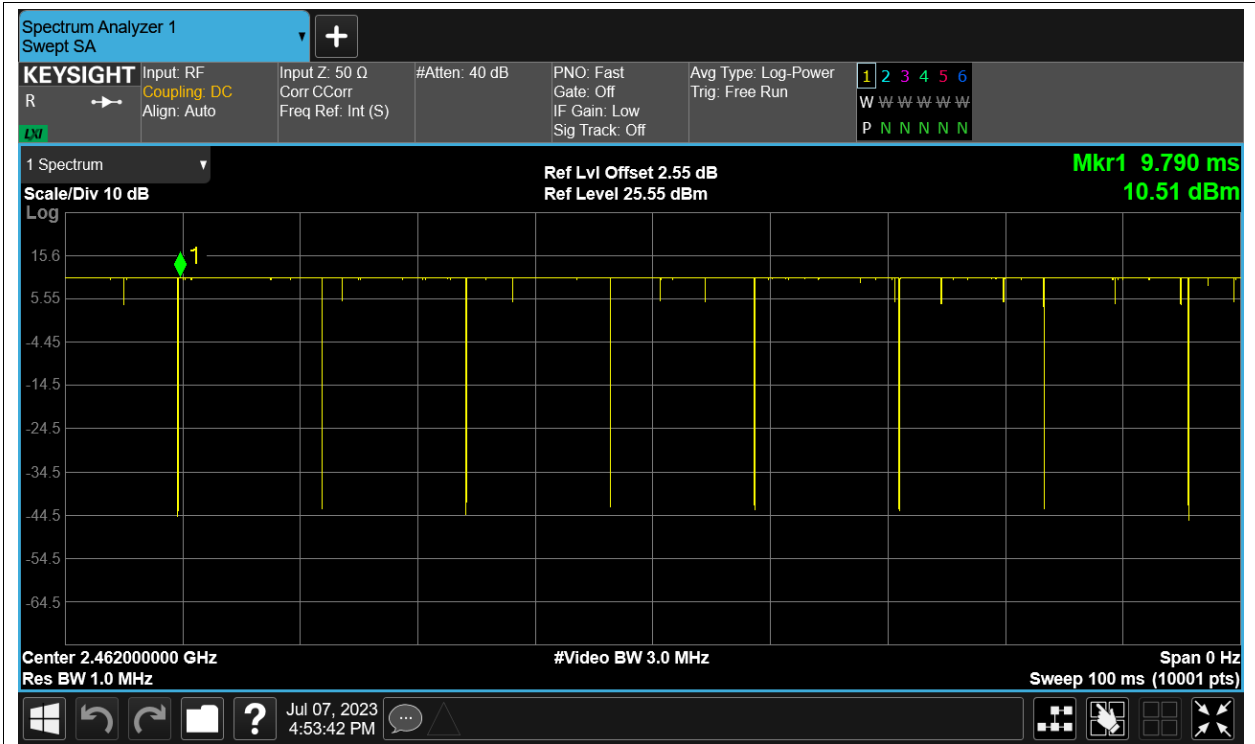 Spectrum Analyzer 1
Swept SA
KEYSIGHT
R
LXI
Input: RF
Coupling: DC
Align: Auto
Input Z: 50 Ω
Corr CCorr
Freq Ref: Int (S)
#Atten: 40 dB
PNO: Fast
Gate: Off
IF Gain: Low
Sig Track: Off
Avg Type: Log-Power
Trig: Free Run
1 2 3 4 5 6
W W W W W W
P N N N N N
1 Spectrum
Scale/Div 10 dB
Ref Lvl Offset 2.55 dB
Ref Level 25.55 dBm
Mkr1 9.790 ms
10.51 dBm
Log
1
15.6
5.55
-4.45
-14.5
-24.5
-34.5
-44.5
-54.5
-64.5
Center 2.462000000 GHz
Res BW 1.0 MHz
#Video BW 3.0 MHz
Span 0 Hz
Sweep 100 ms (10001 pts)
?
Jul 07, 2023
4:53:42 PM